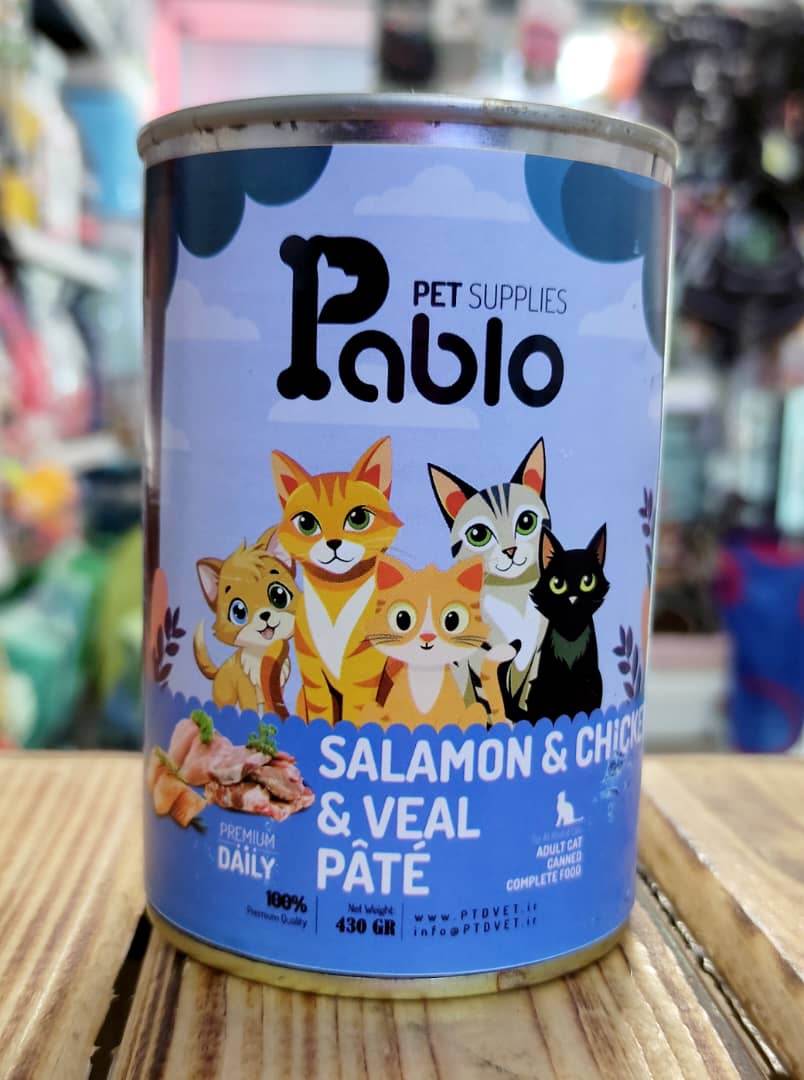 PET SUPPLIES
Pablo
SALAMON & CHICKE
& VEAL
PÂTÉ
PREMIUM
DAILY
ADULT CAT
CANNED
COMPLETE FOOD
100%
Premium Quality
Net Weight:
430 GR
www.PTDVET.ir
info@PTDVET.ir